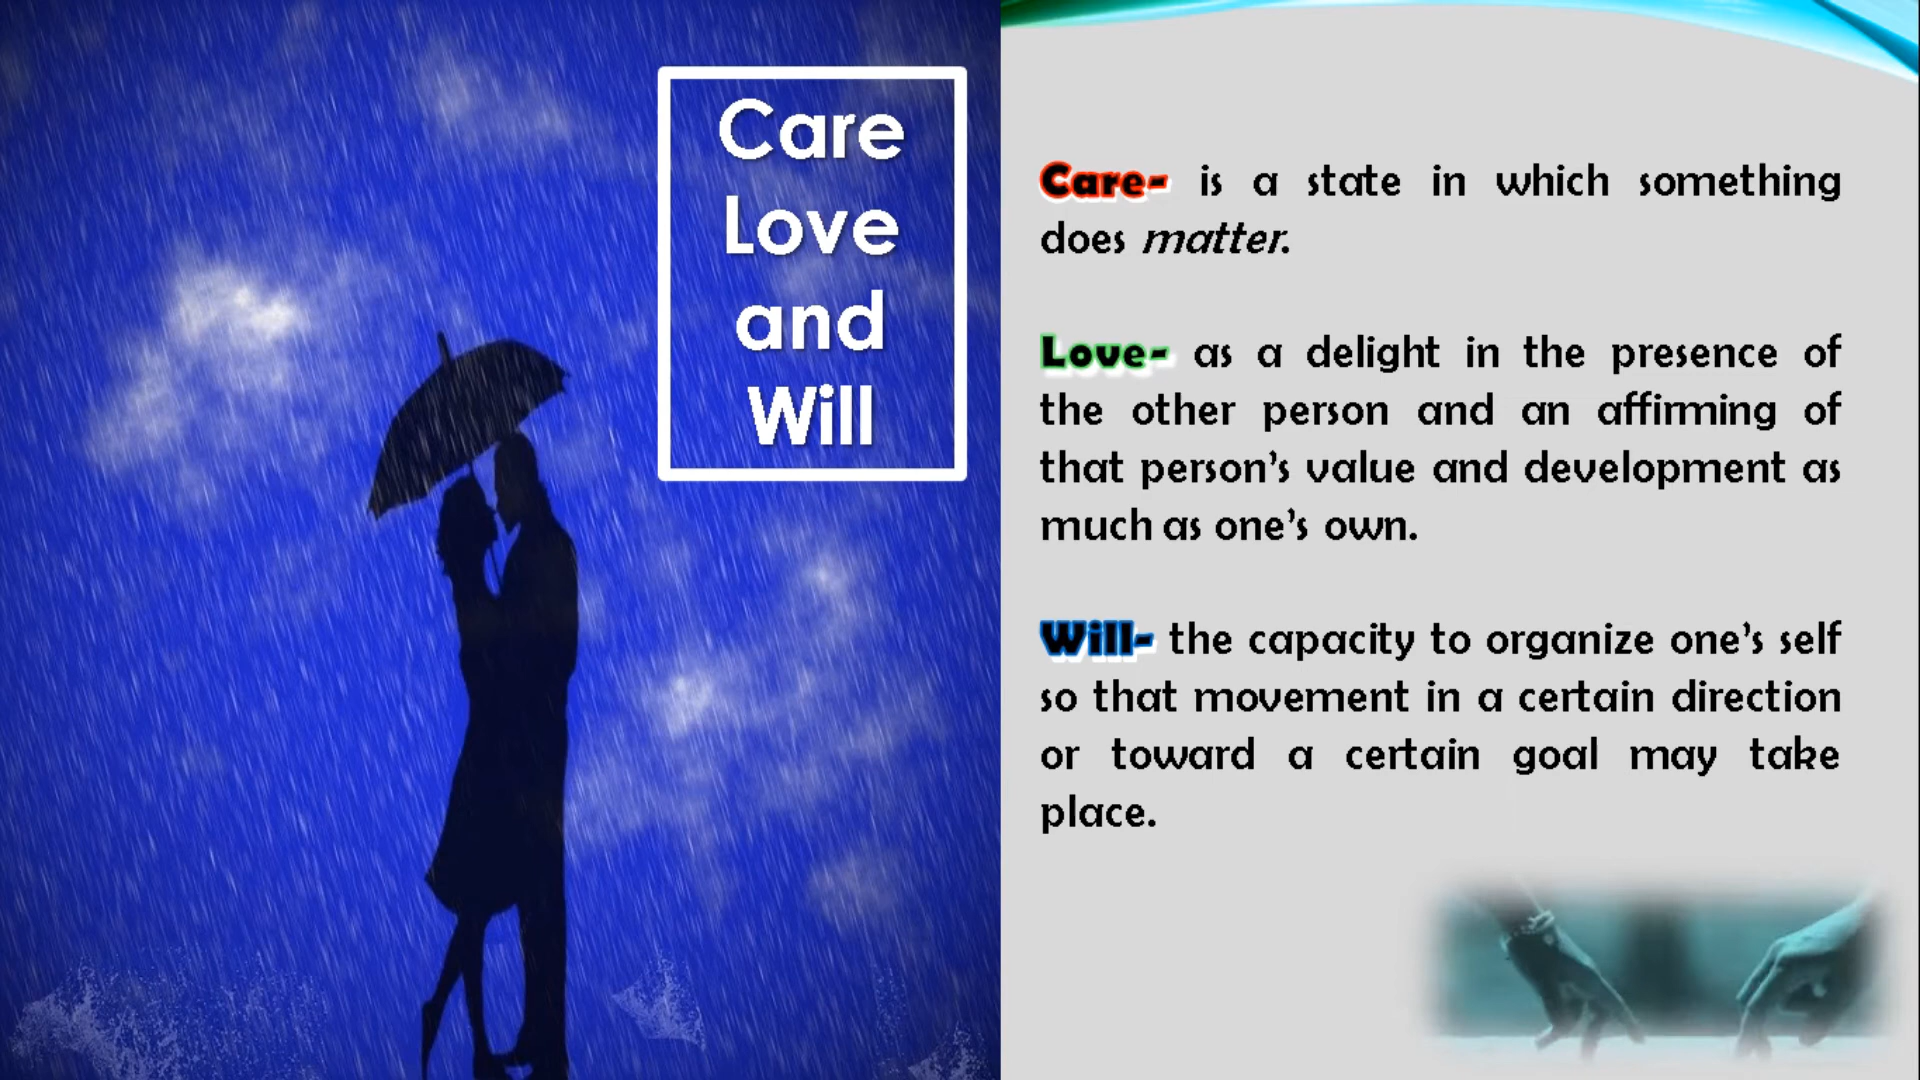 Care
Love
and
Will
Care- is a state in which something
does matter.
Love- as a delight in the presence of
the other person and an affirming of
that person's value and development as
much as one's own.
Will- the capacity to organize one's self
so that movement in a certain direction
or toward a certain goal may take
place.